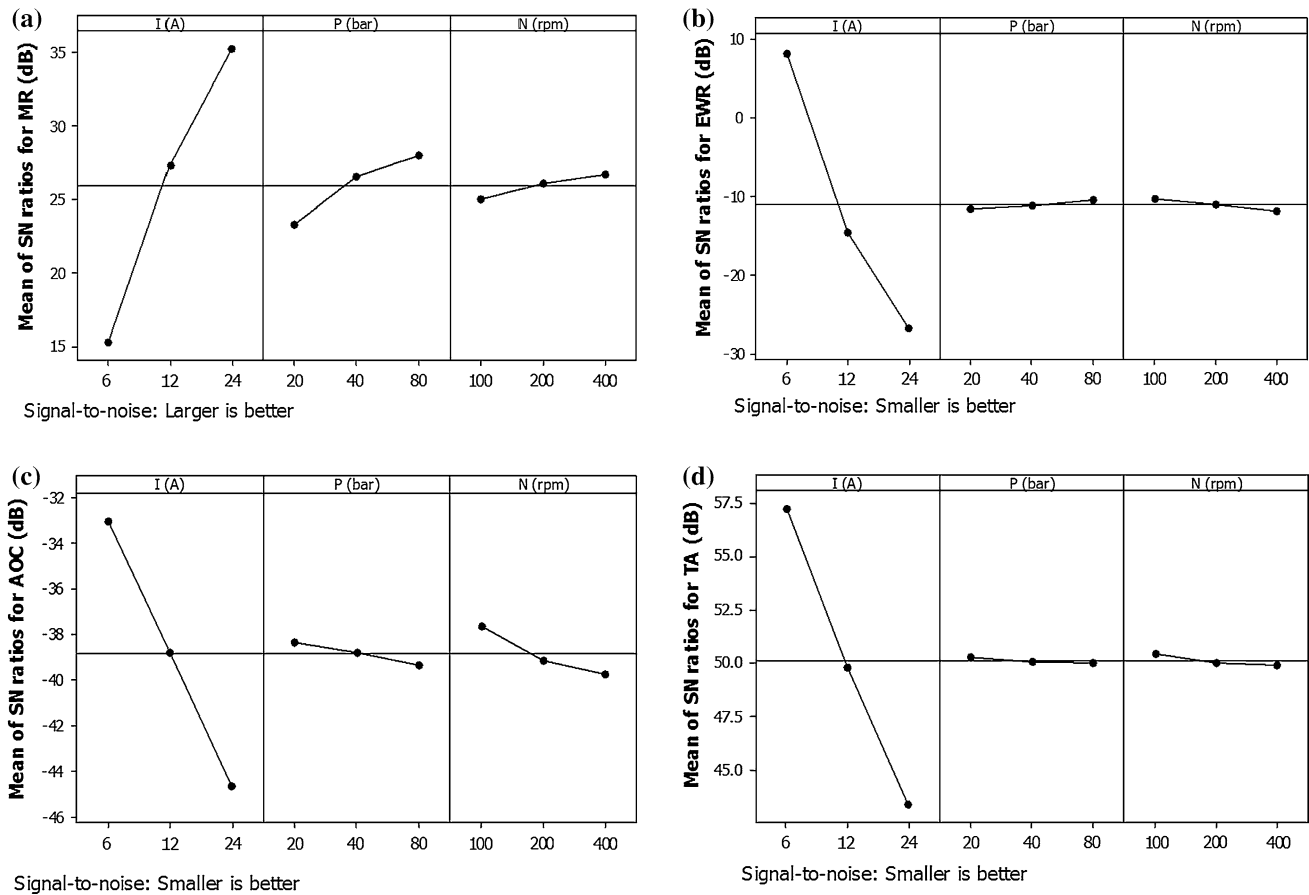 (a)
I (A) P (bar) N (rpm)
Mean of SN ratios for MR (dB)
35
30
25
20
15
6 12 24 20 40 80 100 200 400
Signal-to-noise: Larger is better
(b)
I (A) P (bar) N (rpm)
Mean of SN ratios for EWR (dB)
10
0
-10
-20
-30
6 12 24 20 40 80 100 200 400
Signal-to-noise: Smaller is better
(c)
I (A) P (bar) N (rpm)
Mean of SN ratios for AOC (dB)
-32
-34
-36
-38
-40
-42
-44
-46
6 12 24 20 40 80 100 200 400
Signal-to-noise: Smaller is better
(d)
I (A) P (bar) N (rpm)
Mean of SN ratios for TA (dB)
57.5
55.0
52.5
50.0
47.5
45.0
6 12 24 20 40 80 100 200 400
Signal-to-noise: Smaller is better